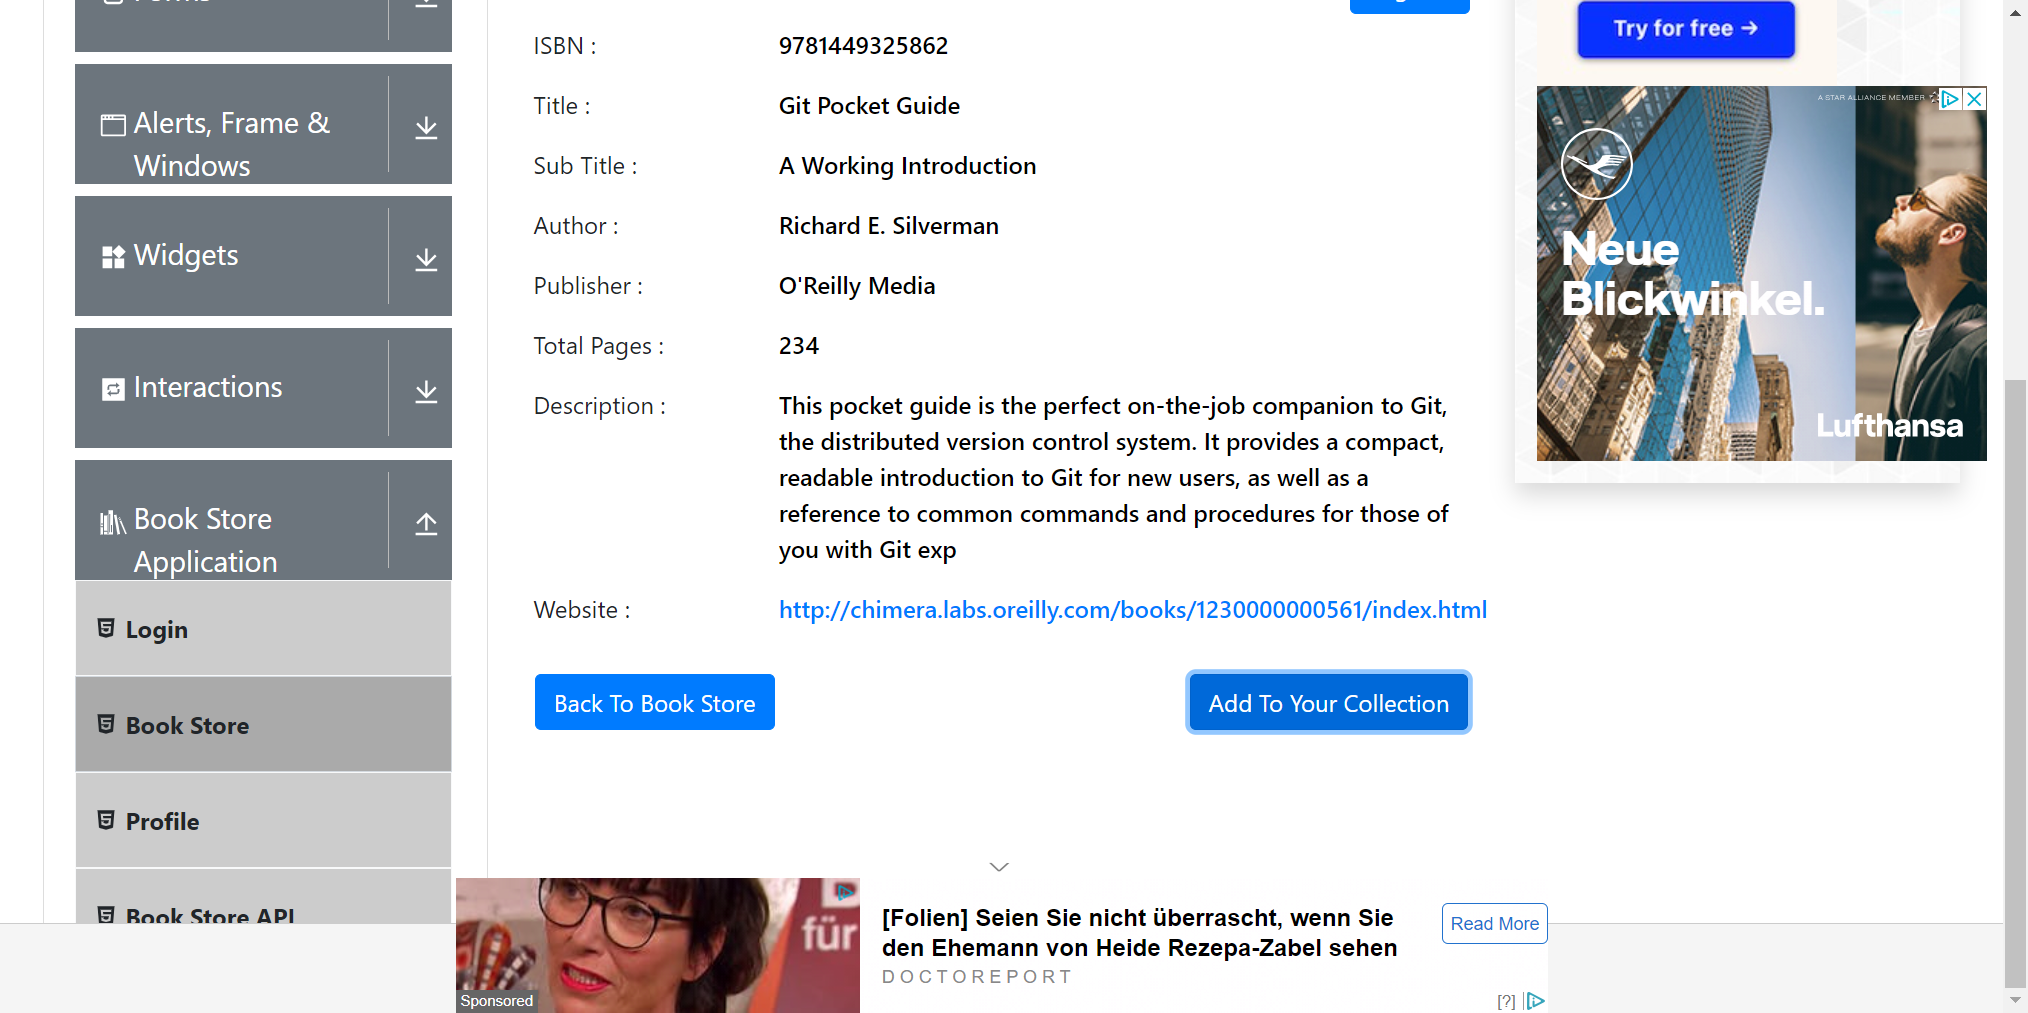 Alerts, Frame &
Windows
Widgets
Interactions
Book Store
Application
Login
Book Store
Profile
Book Store API
ISBN :
9781449325862
Title :
Git Pocket Guide
Sub Title :
A Working Introduction
Author :
Richard E. Silverman
Publisher :
O'Reilly Media
Total Pages :
234
Description :
This pocket guide is the perfect on-the-job companion to Git,
the distributed version control system. It provides a compact,
readable introduction to Git for new users, as well as a
reference to common commands and procedures for those of
you with Git exp
Website :
http://chimera.labs.oreilly.com/books/1230000000561/index.html
Back To Book Store
Add To Your Collection
Try for free →
A STAR ALLIANCE MEMBER
Neue
Blickwinkel.
Lufthansa
für
Sponsored
[Folien] Seien Sie nicht überrascht, wenn Sie
den Ehemann von Heide Rezepa-Zabel sehen
DOCTOREPORT
Read More
[?]